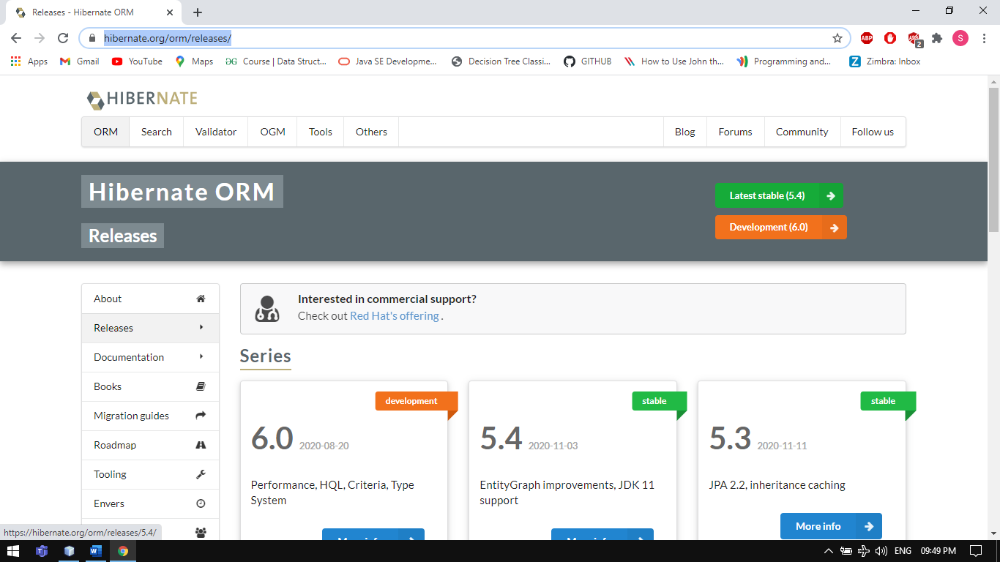 Releases - Hibernate ORM
hibernate.org/orm/releases/
ABP
2
S
Apps Gmail YouTube Maps Course | Data Struct... Java SE Developme... Decision Tree Classi... GITHUB How to Use John th... Programming and... Zimbra: Inbox
HIBERNATE
ORM Search Validator OGM Tools Others Blog Forums Community Follow us
Hibernate ORM
Releases
Latest stable (5.4)
Development (6.0)
About
Releases
Documentation
Books
Migration guides
Roadmap
Tooling
Envers
Interested in commercial support?
Check out Red Hat's offering .
Series
development
6.0 2020-08-20
Performance, HQL, Criteria, Type
System
stable
5.4 2020-11-03
EntityGraph improvements, JDK 11
support
stable
5.3 2020-11-11
JPA 2.2, inheritance caching
More info
https://hibernate.org/orm/releases/5.4/
ENG 09:49 PM